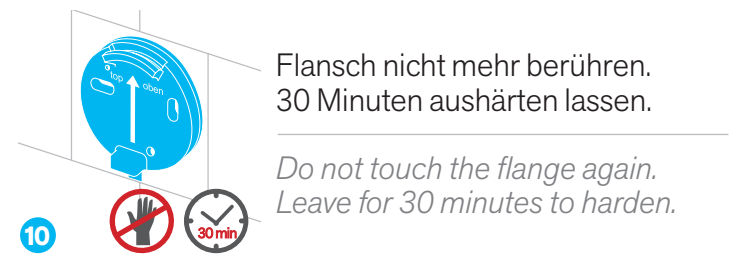 top oben
Flansch nicht mehr berühren.
30 Minuten aushärten lassen.
Do not touch the flange again.
Leave for 30 minutes to harden.
30 min
10